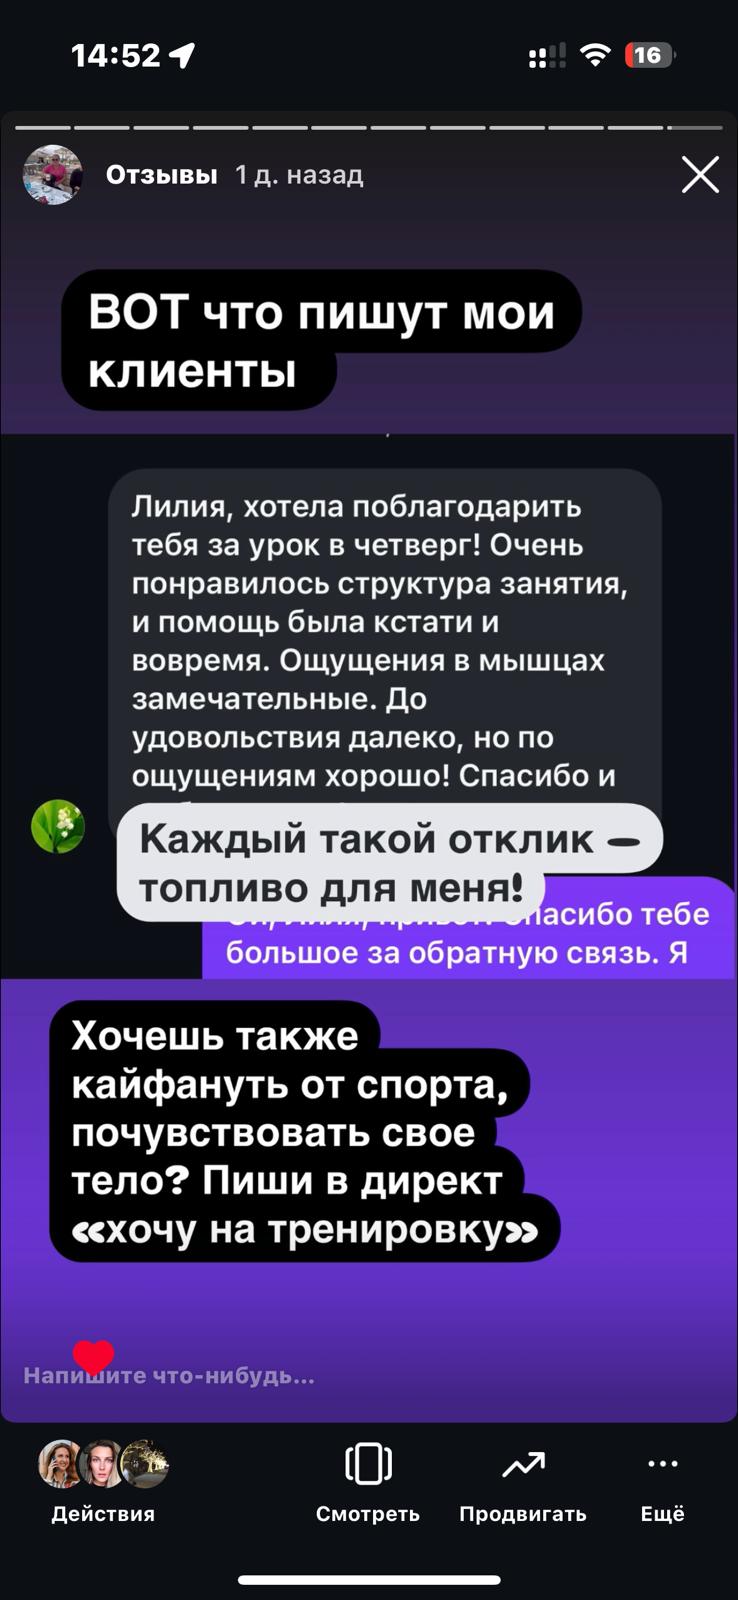 14:52
16
Отзывы 1 д. назад
ВОТ что пишут мои
клиенты
Лилия, хотела поблагодарить
тебя за урок в четверг! Очень
понравилось структура занятия,
и помощь была кстати и
вовремя. Ощущения в мышцах
замечательные. До
удовольствия далеко, но по
ощущениям хорошо! Спасибо и
Каждый такой отклик —
топливо для меня!
Спасибо тебе
большое за обратную связь. Я
Хочешь также
кайфануть от спорта,
почувствовать свое
тело? Пиши в директ
«хочу на тренировку»
Напишите что-нибудь...
Действия
Смотреть
Продвигать
Ещё